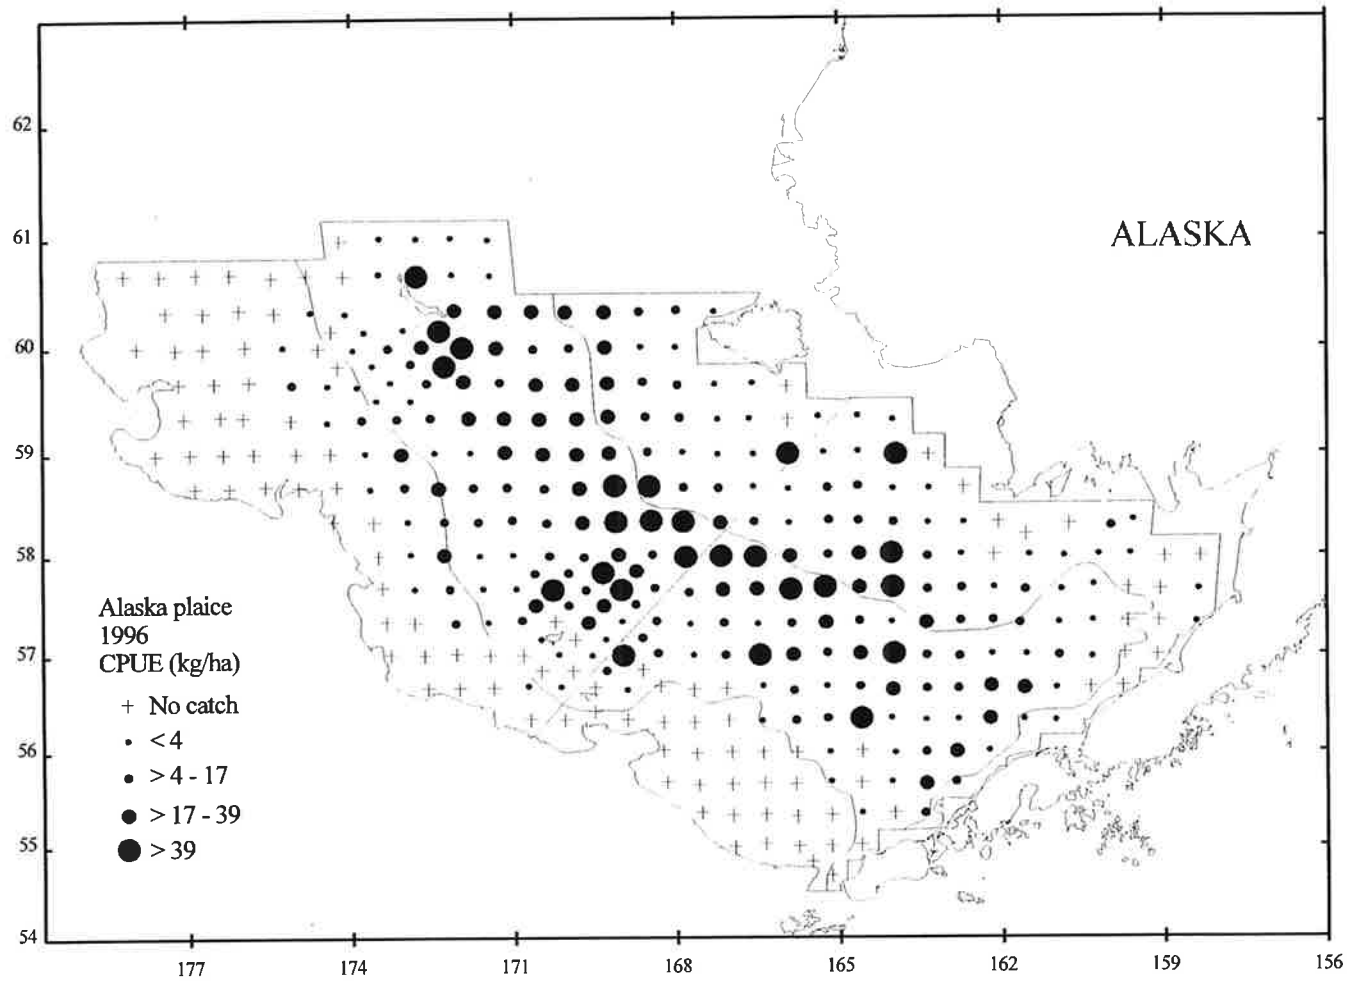 62
61
ALASKA
60
59
58
Alaska plaice
1996
57
CPUE (kg/ha)
+ No catch
< 4
56
> 4 - 17
> 17 - 39
55
> 39
54
177 174 171 168 165 162 159 156